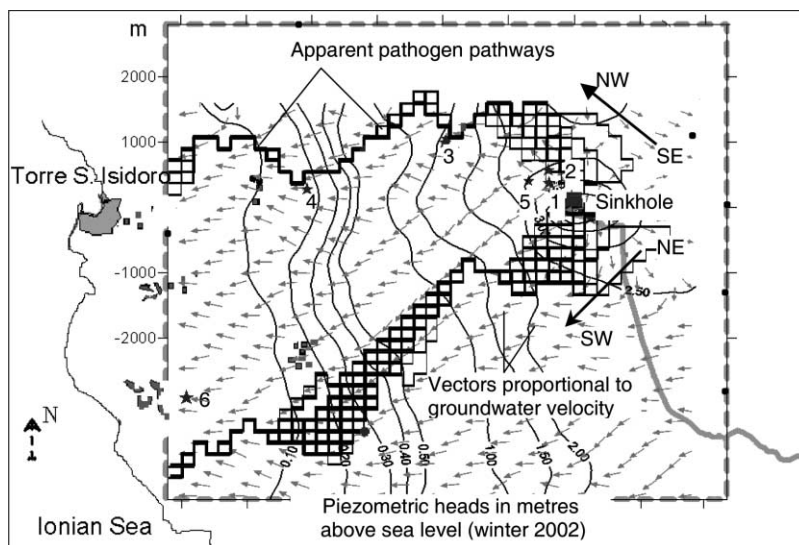 m
Apparent pathogen pathways
2000
NW
1000
SE
3
Torre S. Isidoro
2
4
5
1
Sinkhole
NE
-1000
2.50
SW
-2000
Vectors proportional to
groundwater velocity
6
N
0,10
0,20
0,30
0,40
0,50
1,00
1,50
2,00
Piezometric heads in metres
above sea level (winter 2002)
Ionian Sea